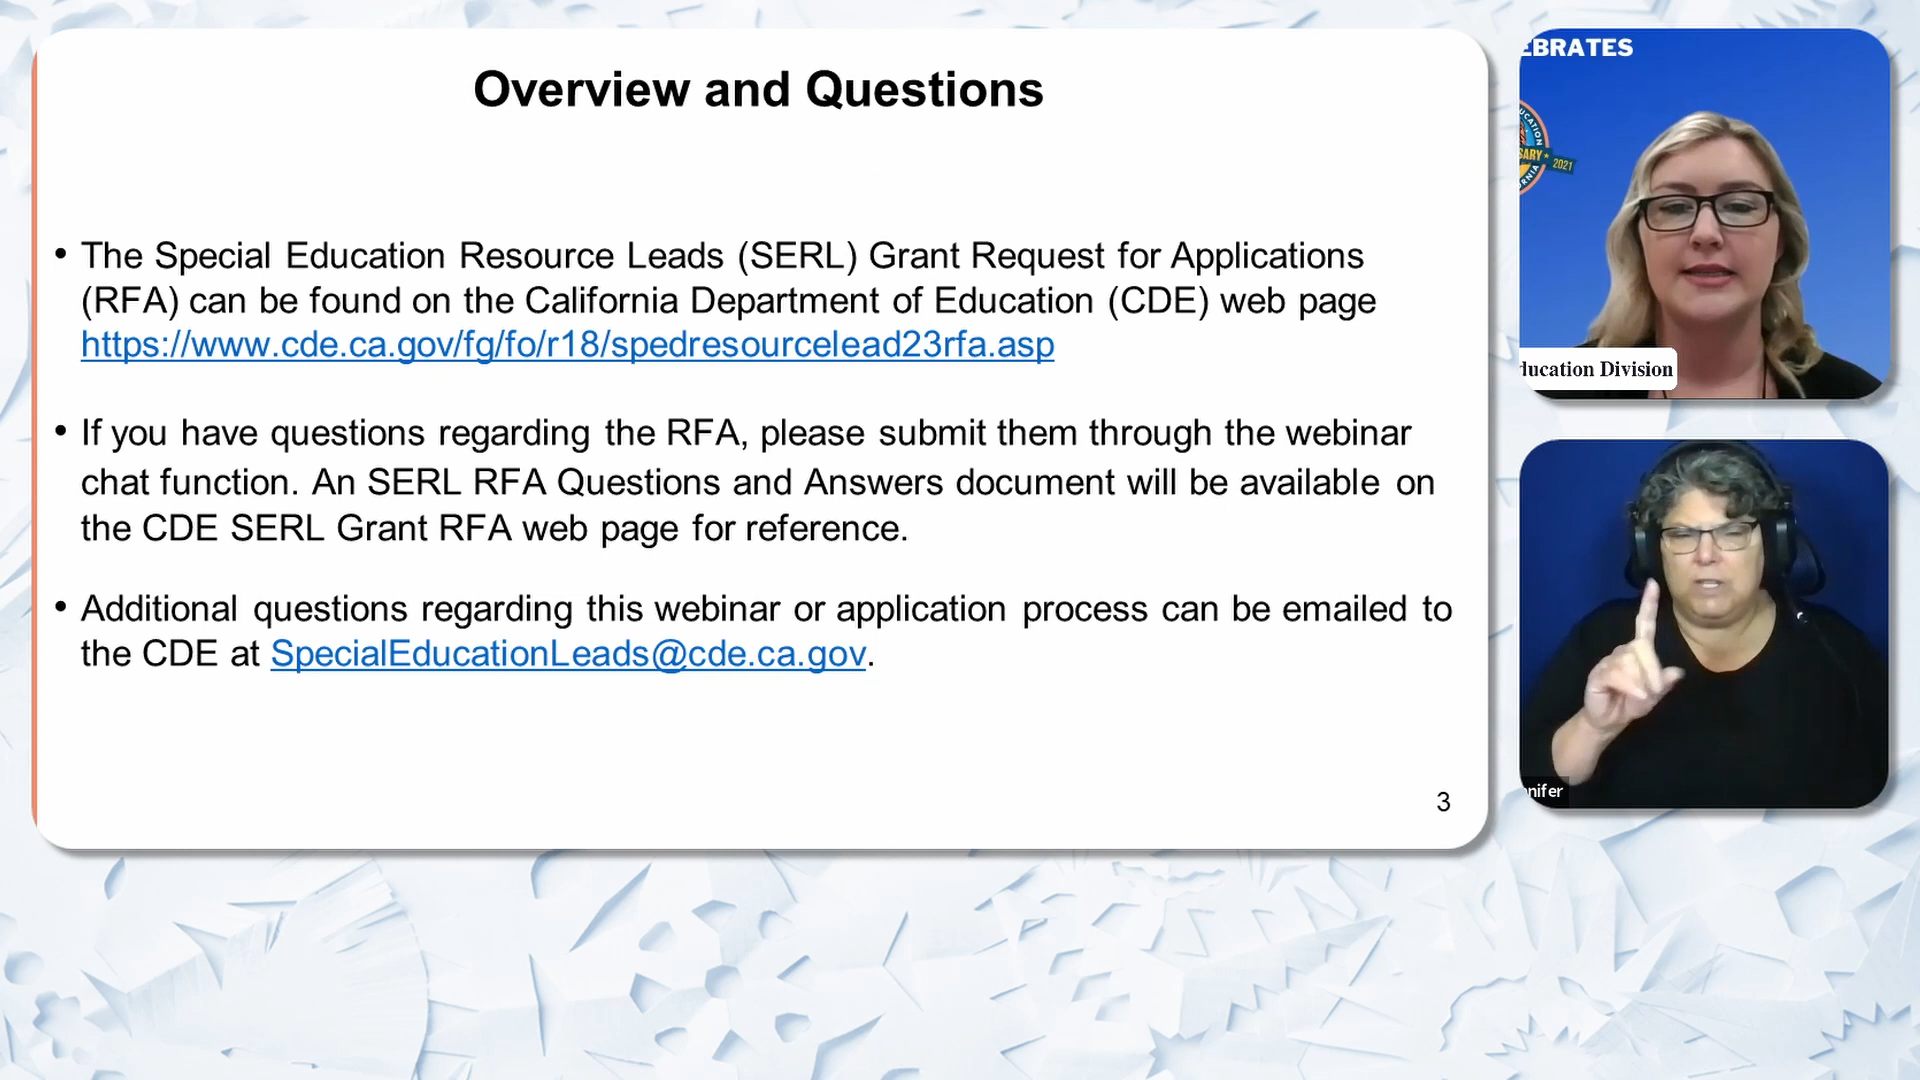 Overview and Questions
• The Special Education Resource Leads (SERL) Grant Request for Applications
(RFA) can be found on the California Department of Education (CDE) web page
https://www.cde.ca.gov/fg/fo/r18/spedresourcelead23rfa.asp
• If you have questions regarding the RFA, please submit them through the webinar
chat function. An SERL RFA Questions and Answers document will be available on
the CDE SERL Grant RFA web page for reference.
• Additional questions regarding this webinar or application process can be emailed to
the CDE at SpecialEducationLeads@cde.ca.gov.
3
EBRATES
UCATION
SARY
2021
RNIA
ducation Division
nifer